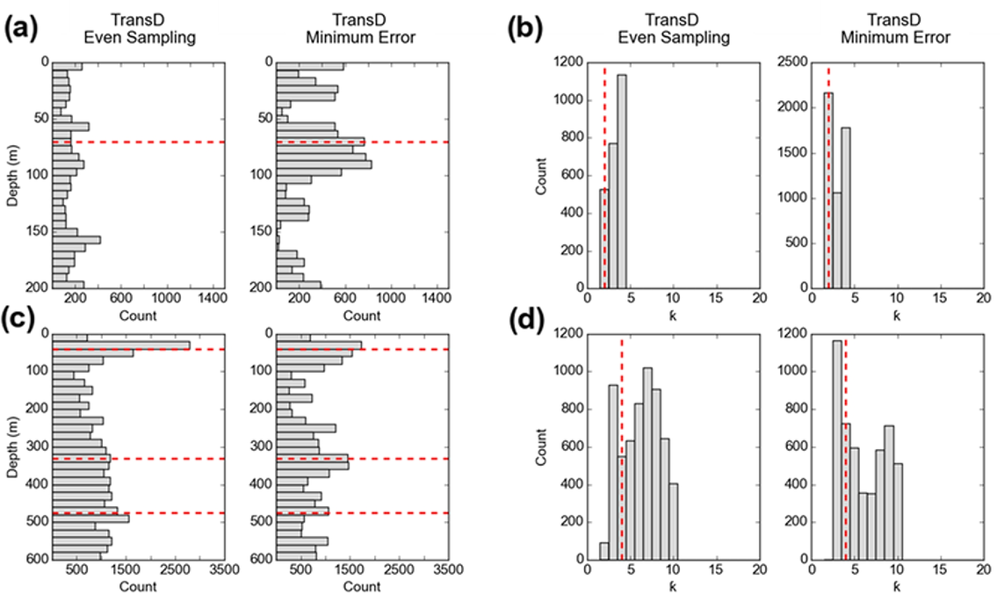 (a)
TransD
Even Sampling
TransD
Minimum Error
0
50
100
150
200
Depth (m)
200 600 1000 1400
Count
0
50
100
150
200
200 600 1000 1400
Count
(b)
TransD
Even Sampling
TransD
Minimum Error
1200
1000
800
600
400
200
0
Count
0 5 10 15 20
k
2500
2000
1500
1000
500
0
0 5 10 15 20
k
(c)
0
100
200
300
400
500
600
Depth (m)
500 1500 2500 3500
Count
0
100
200
300
400
500
600
500 1500 2500 3500
Count
(d)
1200
1000
800
600
400
200
0
Count
0 5 10 15 20
k
1200
1000
800
600
400
200
0
0 5 10 15 20
k